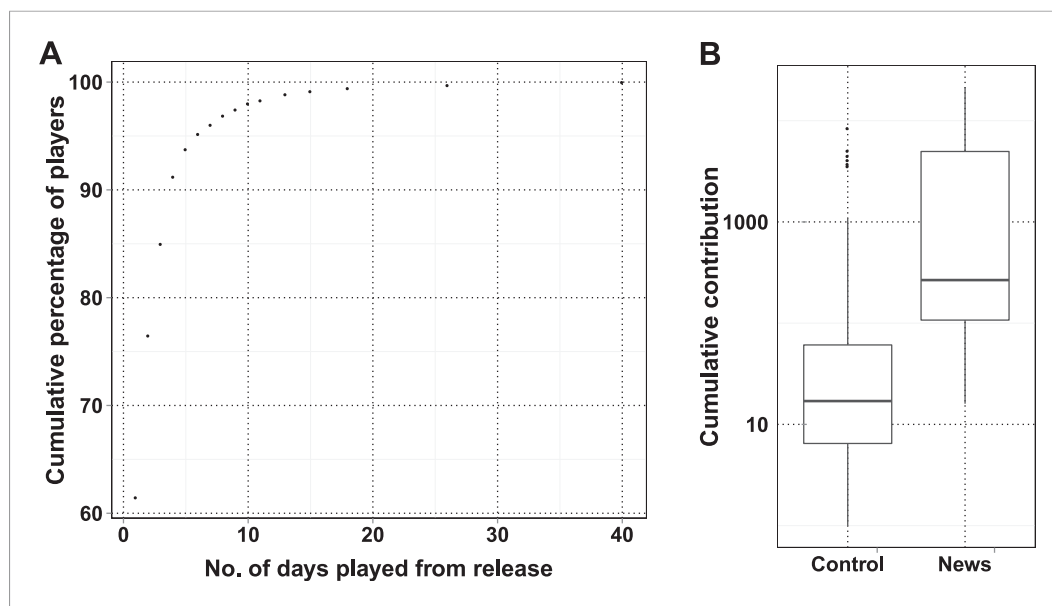 A
Cumulative percentage of players
100
90
80
70
60
0 10 20 30 40
No. of days played from release
B
Cumulative contribution
1000
10
Control News